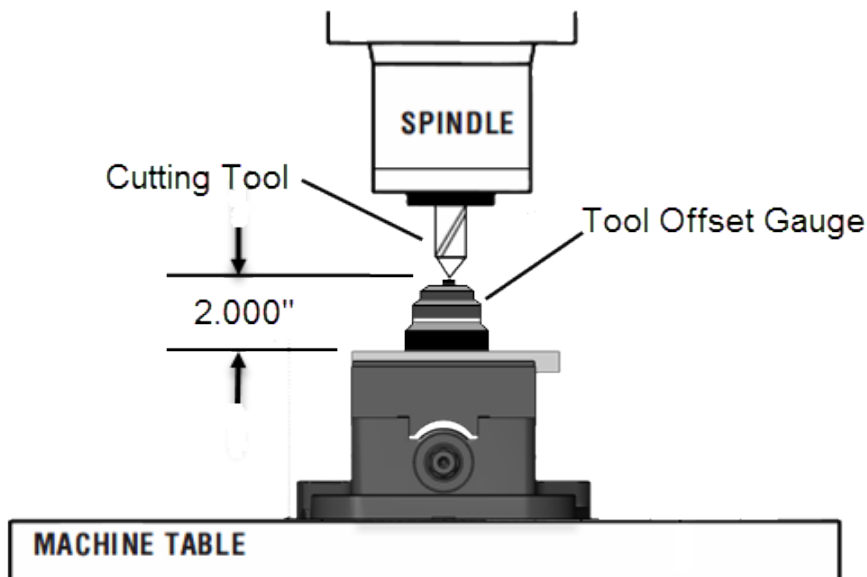 SPINDLE
Cutting Tool
Tool Offset Gauge
2.000"
MACHINE TABLE